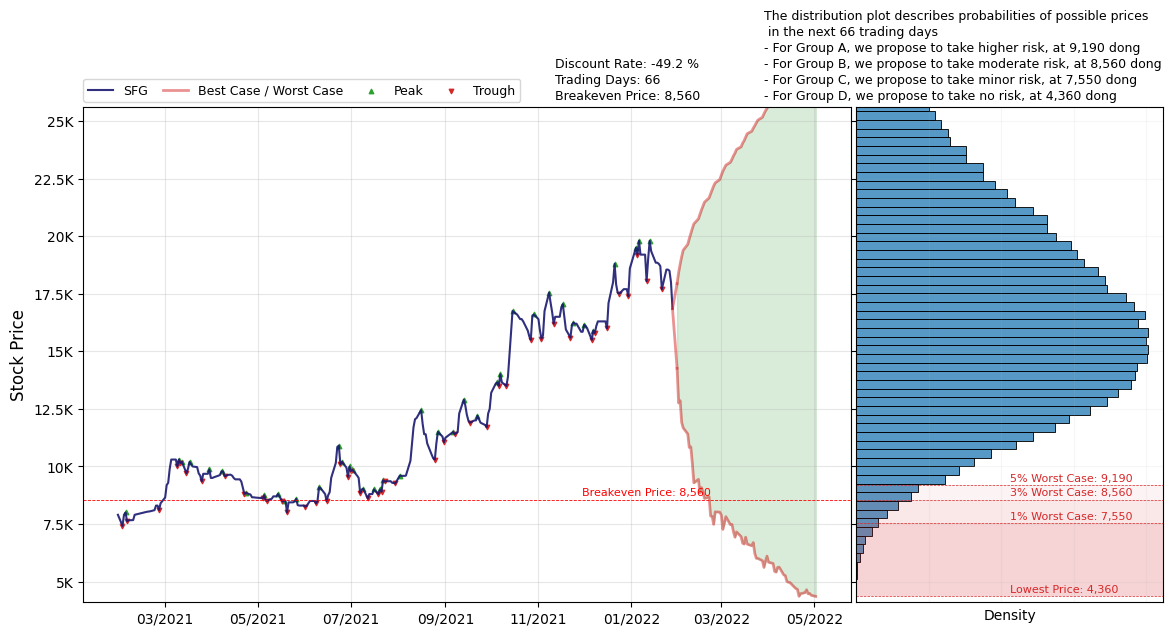 The distribution plot describes probabilities of possible prices
in the next 66 trading days
- For Group A, we propose to take higher risk, at 9,190 dong
- For Group B, we propose to take moderate risk, at 8,560 dong
- For Group C, we propose to take minor risk, at 7,550 dong
- For Group D, we propose to take no risk, at 4,360 dong
Discount Rate: -49.2 %
Trading Days: 66
Breakeven Price: 8,560
SFG
Best Case / Worst Case
Peak
Trough
Stock Price
25K
22.5K
20K
17.5K
15K
12.5K
10K
7.5K
5K
Breakeven Price: 8,560
5% Worst Case: 9,190
3% Worst Case: 8,560
1% Worst Case: 7,550
Lowest Price: 4,360
03/2021
05/2021
07/2021
09/2021
11/2021
01/2022
03/2022
05/2022
Density